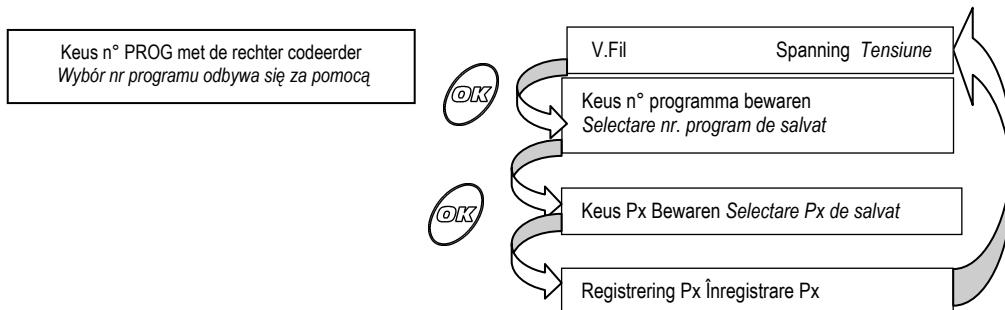 Keus n° PROG met de rechter codeerder
Wybór nr programu odbywa się za pomocą
V.Fil Spanning Tensiune
OK
Keus n° programma bewaren
Selectare nr. program de salvat
OK
Keus Px Bewaren Selectare Px de salvat
Registrering Px Înregistrare Px